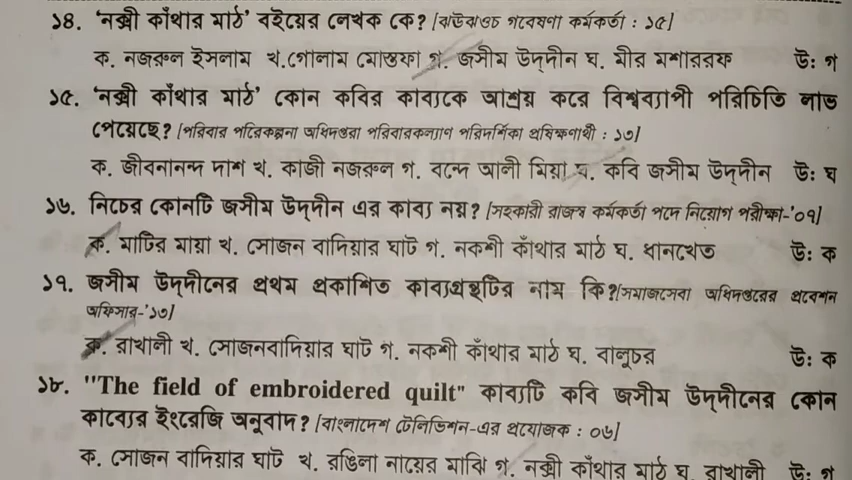 ১৪. ‘নক্সী কাঁথার মাঠ’ বইয়ের লেখক কে? [ঝউঝওচ গবেষণা কর্মকর্তা : ১৫]
ক. নজরুল ইসলাম খ.গোলাম মোস্তফা গ. জসীম উদ্‌দীন ঘ. মীর মশাররফ উ: গ
১৫. ‘নক্সী কাঁথার মাঠ’ কোন কবির কাব্যকে আশ্রয় করে বিশ্বব্যাপী পরিচিতি লাভ
পেয়েছে? [পরিবার পরিকল্পনা অধিদপ্তরা পরিবারকল্যাণ পরিদর্শিকা প্রশিক্ষণার্থী : ১৩]
ক. জীবনানন্দ দাশ খ. কাজী নজরুল গ. বন্দে আলী মিয়া ঘ. কবি জসীম উদ্‌দীন উ: ঘ
১৬. নিচের কোনটি জসীম উদ্‌দীন এর কাব্য নয়? [সহকারী রাজস্ব কর্মকর্তা পদে নিয়োগ পরীক্ষা-’০৭]
ক. মাটির মায়া খ. সোজন বাদিয়ার ঘাট গ. নকশী কাঁথার মাঠ ঘ. ধানখেত উ: ক
১৭. জসীম উদ্‌দীনের প্রথম প্রকাশিত কাব্যগ্রন্থটির নাম কি?[সমাজসেবা অধিদপ্তরের প্রবেশন
অফিসার-’১৩]
ক. রাখালী খ. সোজনবাদিয়ার ঘাট গ. নকশী কাঁথার মাঠ ঘ. বালুচর উ: ক
১৮. "The field of embroidered quilt" কাব্যটি কবি জসীম উদ্‌দীনের কোন
কাব্যের ইংরেজি অনুবাদ? [বাংলাদেশ টেলিভিশন-এর প্রযোজক : ০৬]
ক. সোজন বাদিয়ার ঘাট খ. রঙিলা নায়ের মাঝি গ. নক্সী কাঁথার মাঠ ঘ. রাখালী উ: গ